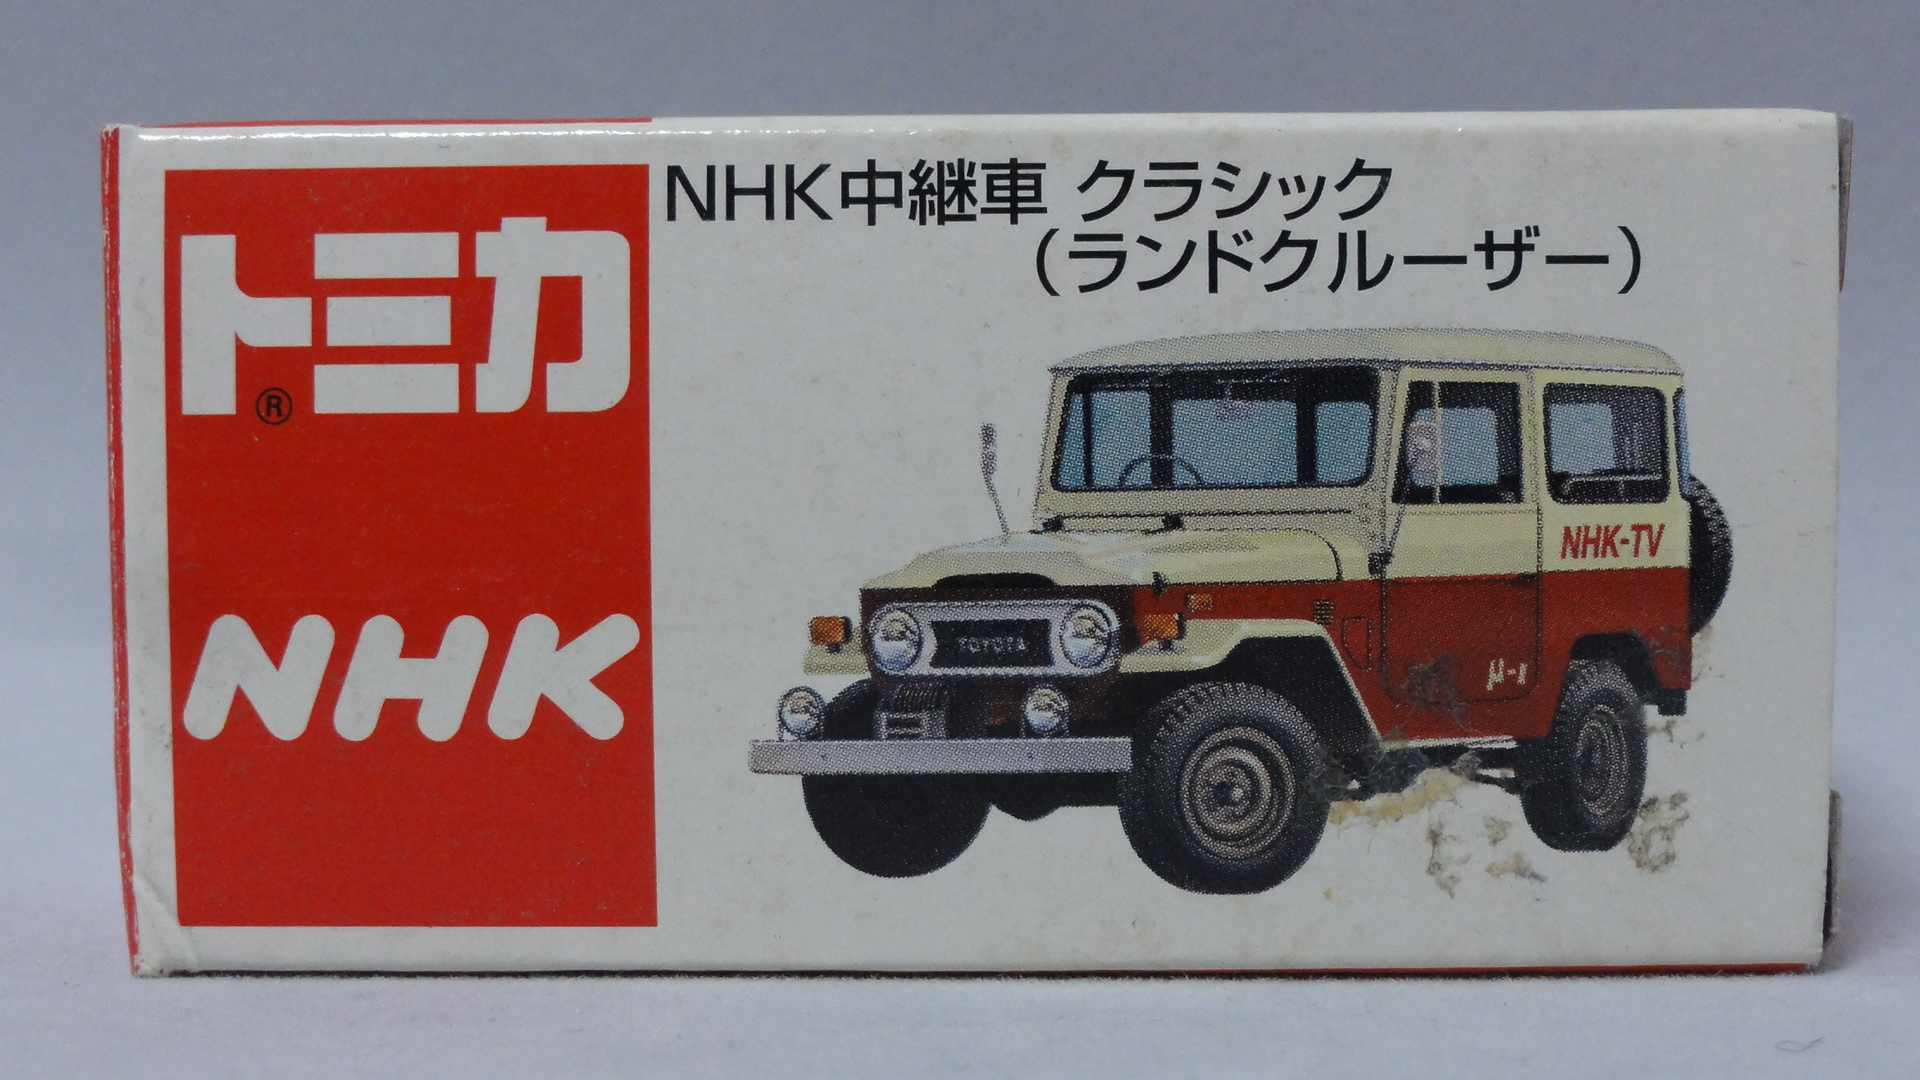 トミカ
®
NHK
NHK中継車 クラシック
(ランドクルーザー)
NHK-TV
TOYOTA
μ-1